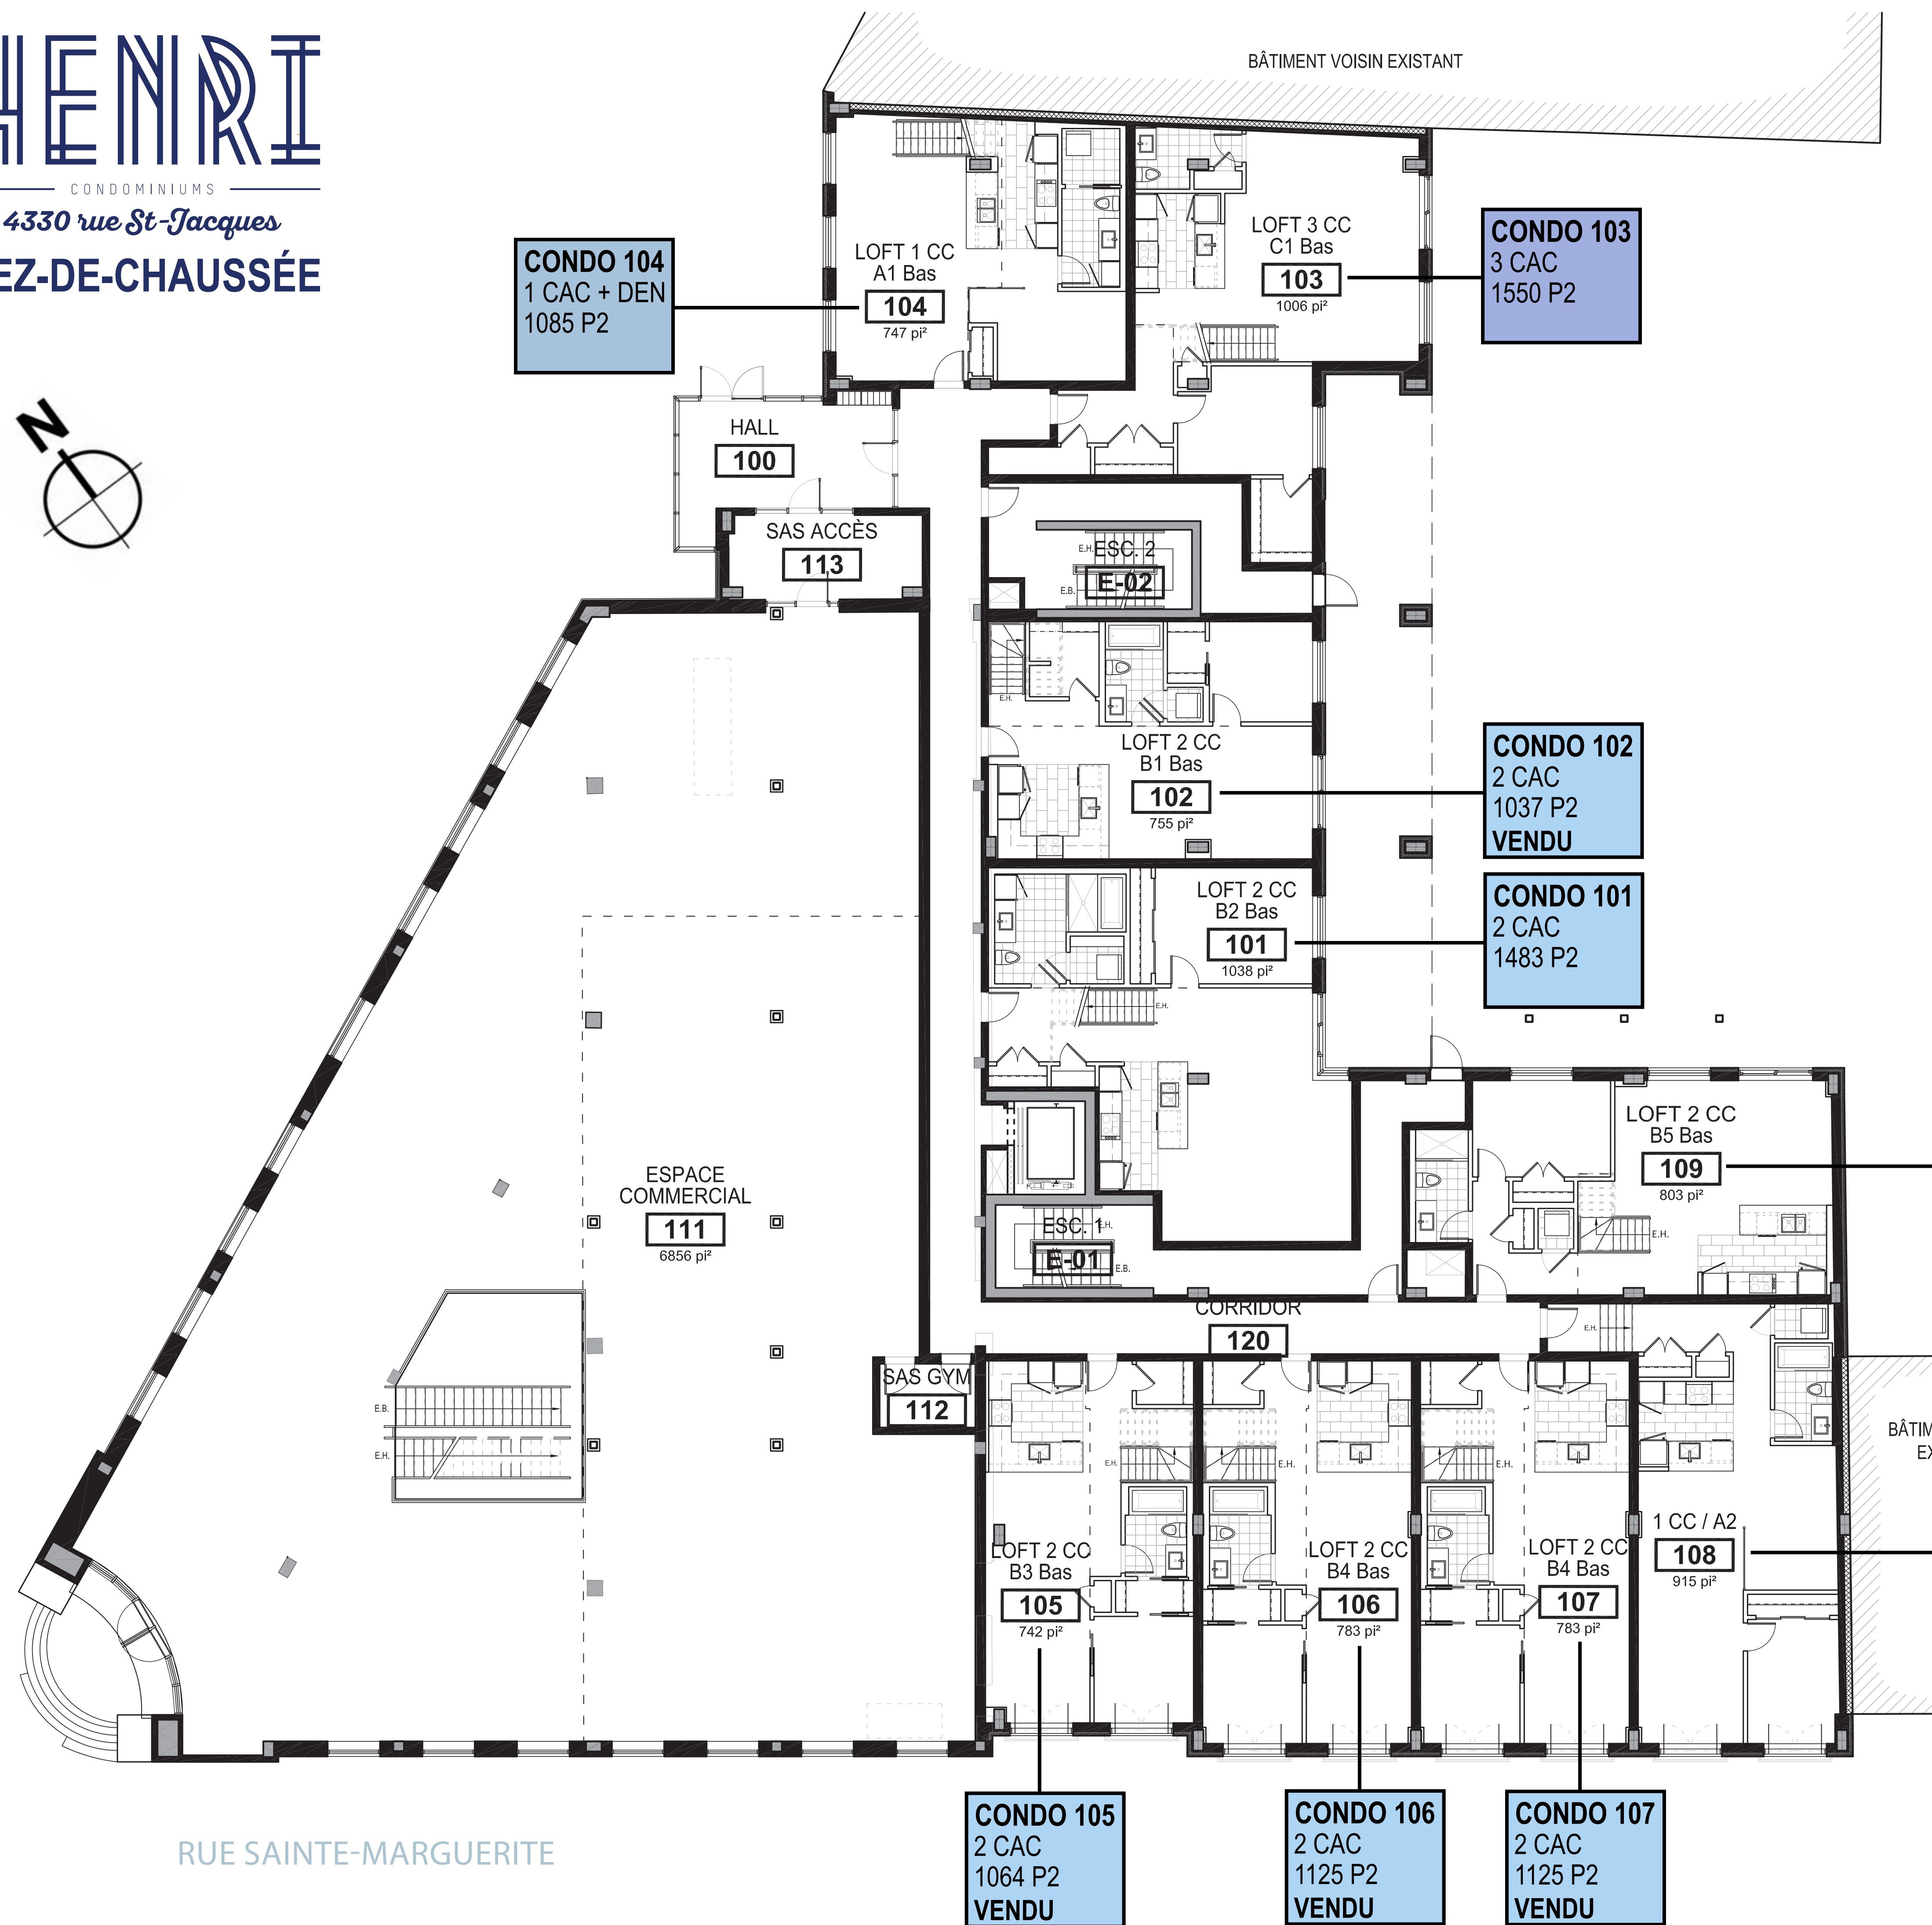 HENRI
CONDOMINIUMS
4330 rue St-Jacques
EZ-DE-CHAUSSÉE
N
BÂTIMENT VOISIN EXISTANT
CONDO 104
1 CAC + DEN
1085 P2
LOFT 1 CC
A1 Bas
104
747 pi²
LOFT 3 CC
C1 Bas
103
1006 pi²
CONDO 103
3 CAC
1550 P2
HALL
100
SAS ACCÈS
113
E.H.
ESC. 2
E-02
E.B.
E.H.
LOFT 2 CC
B1 Bas
102
755 pi²
CONDO 102
2 CAC
1037 P2
VENDU
LOFT 2 CC
B2 Bas
101
1038 pi²
CONDO 101
2 CAC
1483 P2
E.H.
ESPACE
COMMERCIAL
111
6856 pi²
E.B.
E.H.
ESC. 1
E.H.
E-01
E.B.
LOFT 2 CC
B5 Bas
109
803 pi²
E.H.
CORRIDOR
120
E.H.
SAS GYM
112
E.H.
E.H.
E.H.
BÂTIM
EX
LOFT 2 CC
B3 Bas
105
742 pi²
LOFT 2 CC
B4 Bas
106
783 pi²
LOFT 2 CC
B4 Bas
107
783 pi²
1 CC / A2
108
915 pi²
RUE SAINTE-MARGUERITE
CONDO 105
2 CAC
1064 P2
VENDU
CONDO 106
2 CAC
1125 P2
VENDU
CONDO 107
2 CAC
1125 P2
VENDU